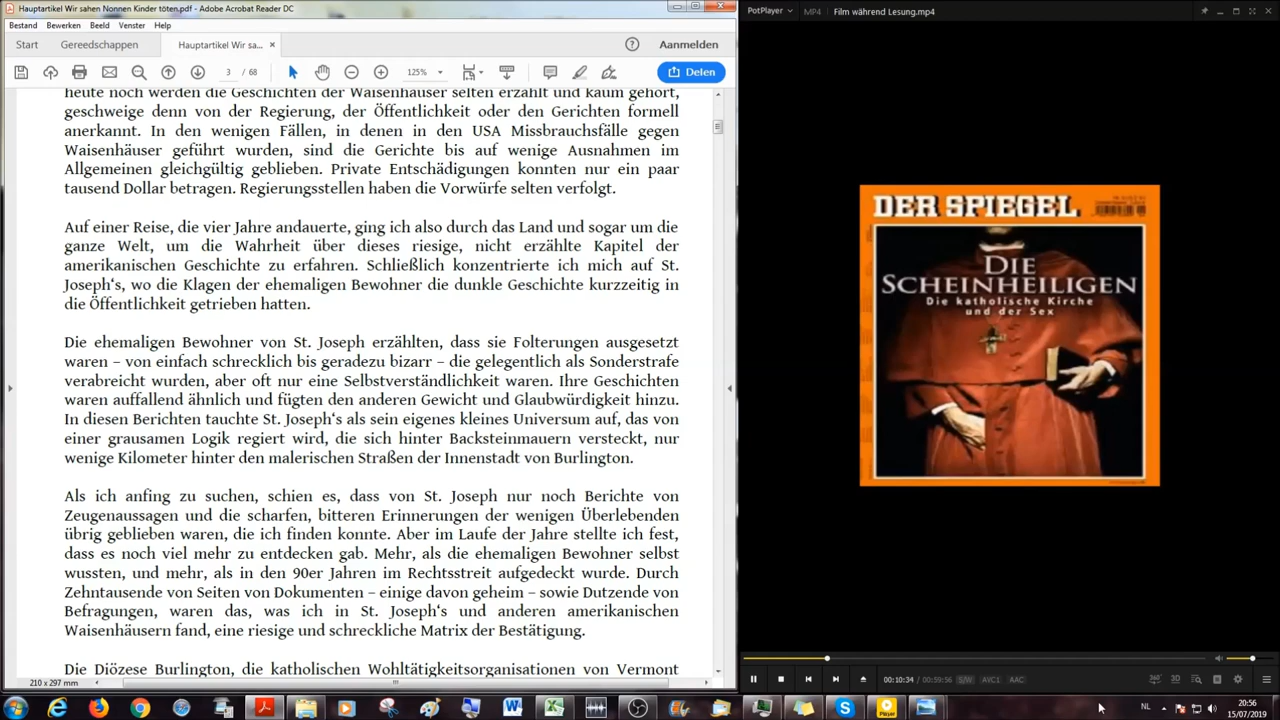 Hauptartikel Wir sahen Nonnen Kinder töten.pdf - Adobe Acrobat Reader DC
Bestand Bewerken Beeld Venster Help
Start Gereedschappen Hauptartikel Wir sa... × Aanmelden
3 / 68 125% Delen
heute noch werden die Geschichten der Waisenhäuser selten erzählt und kaum gehört,
geschweige denn von der Regierung, der Öffentlichkeit oder den Gerichten formell
anerkannt. In den wenigen Fällen, in denen in den USA Missbrauchsfälle gegen
Waisenhäuser geführt wurden, sind die Gerichte bis auf wenige Ausnahmen im
Allgemeinen gleichgültig geblieben. Private Entschädigungen konnten nur ein paar
tausend Dollar betragen. Regierungsstellen haben die Vorwürfe selten verfolgt.
Auf einer Reise, die vier Jahre andauerte, ging ich also durch das Land und sogar um die
ganze Welt, um die Wahrheit über dieses riesige, nicht erzählte Kapitel der
amerikanischen Geschichte zu erfahren. Schließlich konzentrierte ich mich auf St.
Joseph‘s, wo die Klagen der ehemaligen Bewohner die dunkle Geschichte kurzzeitig in
die Öffentlichkeit getrieben hatten.
Die ehemaligen Bewohner von St. Joseph erzählten, dass sie Folterungen ausgesetzt
waren – von einfach schrecklich bis geradezu bizarr – die gelegentlich als Sonderstrafe
verabreicht wurden, aber oft nur eine Selbstverständlichkeit waren. Ihre Geschichten
waren auffallend ähnlich und fügten den anderen Gewicht und Glaubwürdigkeit hinzu.
In diesen Berichten tauchte St. Joseph‘s als sein eigenes kleines Universum auf, das von
einer grausamen Logik regiert wird, die sich hinter Backsteinmauern versteckt, nur
wenige Kilometer hinter den malerischen Straßen der Innenstadt von Burlington.
Als ich anfing zu suchen, schien es, dass von St. Joseph nur noch Berichte von
Zeugenaussagen und die scharfen, bitteren Erinnerungen der wenigen Überlebenden
übrig geblieben waren, die ich finden konnte. Aber im Laufe der Jahre stellte ich fest,
dass es noch viel mehr zu entdecken gab. Mehr, als die ehemaligen Bewohner selbst
wussten, und mehr, als in den 90er Jahren im Rechtsstreit aufgedeckt wurde. Durch
Zehntausende von Seiten von Dokumenten – einige davon geheim – sowie Dutzende von
Befragungen, waren das, was ich in St. Joseph‘s und anderen amerikanischen
Waisenhäusern fand, eine riesige und schreckliche Matrix der Bestätigung.
Die Diözese Burlington, die katholischen Wohltätigkeitsorganisationen von Vermont
210 x 297 mm
PotPlayer MP4 Film während Lesung.mp4
DER SPIEGEL
DIE
SCHEINHEILIGEN
Die katholische Kirche
und der Sex
00:10:34 / 00:59:56 S/W AVC1 AAC
360° 3D
NL 20:56
15/07/2019